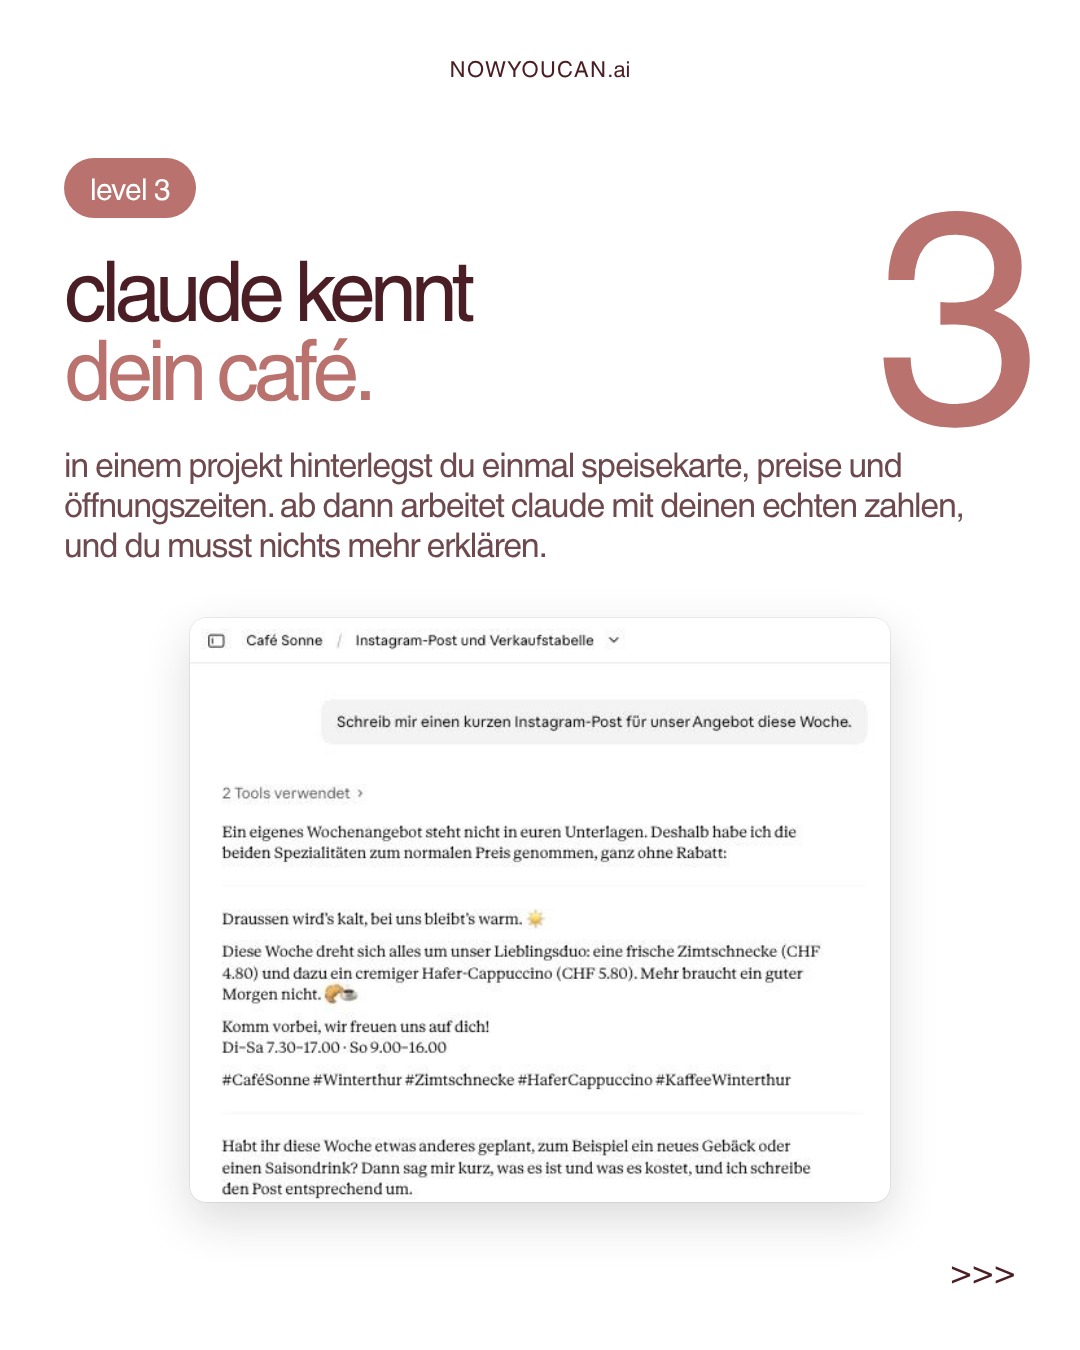 NOWYOUCAN.ai
level 3
3
claude kennt
dein café.
in einem projekt hinterlegst du einmal speisekarte, preise und
öffnungszeiten. ab dann arbeitet claude mit deinen echten zahlen,
und du musst nichts mehr erklären.
Café Sonne / Instagram-Post und Verkaufstabelle
Schreib mir einen kurzen Instagram-Post für unser Angebot diese Woche.
2 Tools verwendet >
Ein eigenes Wochenangebot steht nicht in euren Unterlagen. Deshalb habe ich die
beiden Spezialitäten zum normalen Preis genommen, ganz ohne Rabatt:
Draussen wird's kalt, bei uns bleibt's warm. ☀️
Diese Woche dreht sich alles um unser Lieblingsduo: eine frische Zimtschnecke (CHF
4.80) und dazu ein cremiger Hafer-Cappuccino (CHF 5.80). Mehr braucht ein guter
Morgen nicht. 🥐☕
Komm vorbei, wir freuen uns auf dich!
Di–Sa 7.30–17.00 · So 9.00–16.00
#CaféSonne #Winterthur #Zimtschnecke #HaferCappuccino #KaffeeWinterthur
Habt ihr diese Woche etwas anderes geplant, zum Beispiel ein neues Gebäck oder
einen Saisondrink? Dann sag mir kurz, was es ist und was es kostet, und ich schreibe
den Post entsprechend um.
>>>